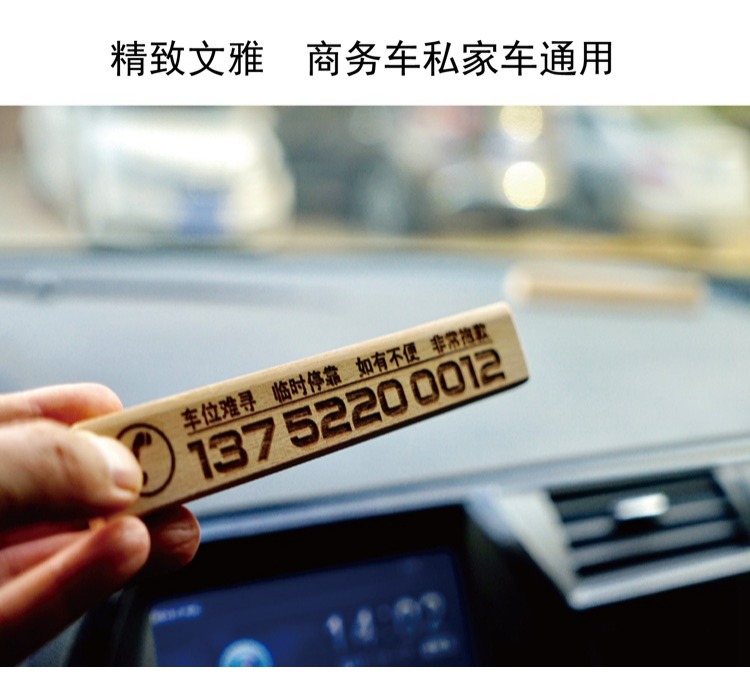 精致文雅 商务车私家车通用
车位难寻 临时停靠 如有不便 非常抱歉
137 5220 0012